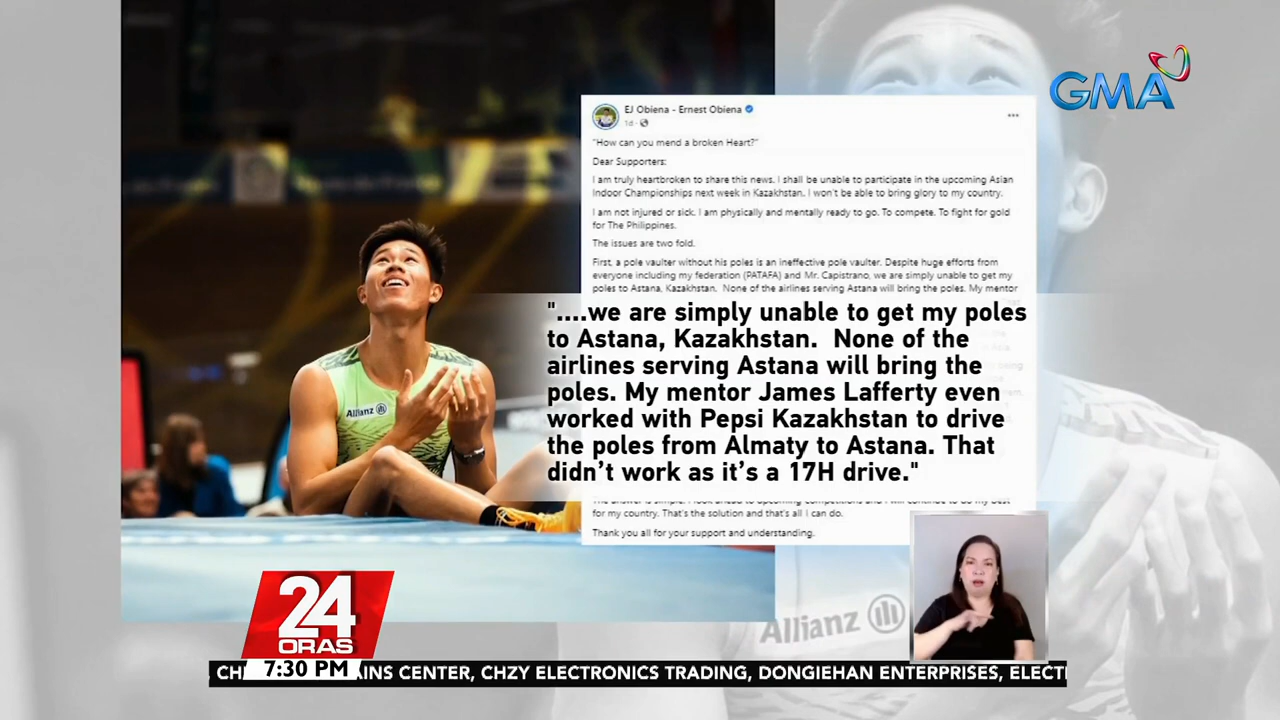 GMA
EJ Obiena - Ernest Obiena
1d
"How can you mend a broken Heart?"
Dear Supporters:
I am truly heartbroken to share this news. I shall be unable to participate in the upcoming Asian
Indoor Championships next week in Kazakhstan. I won't be able to bring glory to my country.
I am not injured or sick. I am physically and mentally ready to go. To compete. To fight for gold
for The Philippines.
The issues are two fold.
First, a pole vaulter without his poles is an ineffective pole vaulter. Despite huge efforts from
everyone including my federation (PATAFA) and Mr. Capistrano, we are simply unable to get my
poles to Astana, Kazakhstan. None of the airlines serving Astana will bring the poles. My mentor
"....we are simply unable to get my poles
to Astana, Kazakhstan. None of the
airlines serving Astana will bring the
poles. My mentor James Lafferty even
worked with Pepsi Kazakhstan to drive
the poles from Almaty to Astana. That
didn't work as it's a 17H drive."
for my country. That's the solution and that's all I can do.
Thank you all for your support and understanding.
Allianz
Allianz
24
ORAS
7:30 PM
CH AINS CENTER, CHZY ELECTRONICS TRADING, DONGIEHAN ENTERPRISES, ELECT